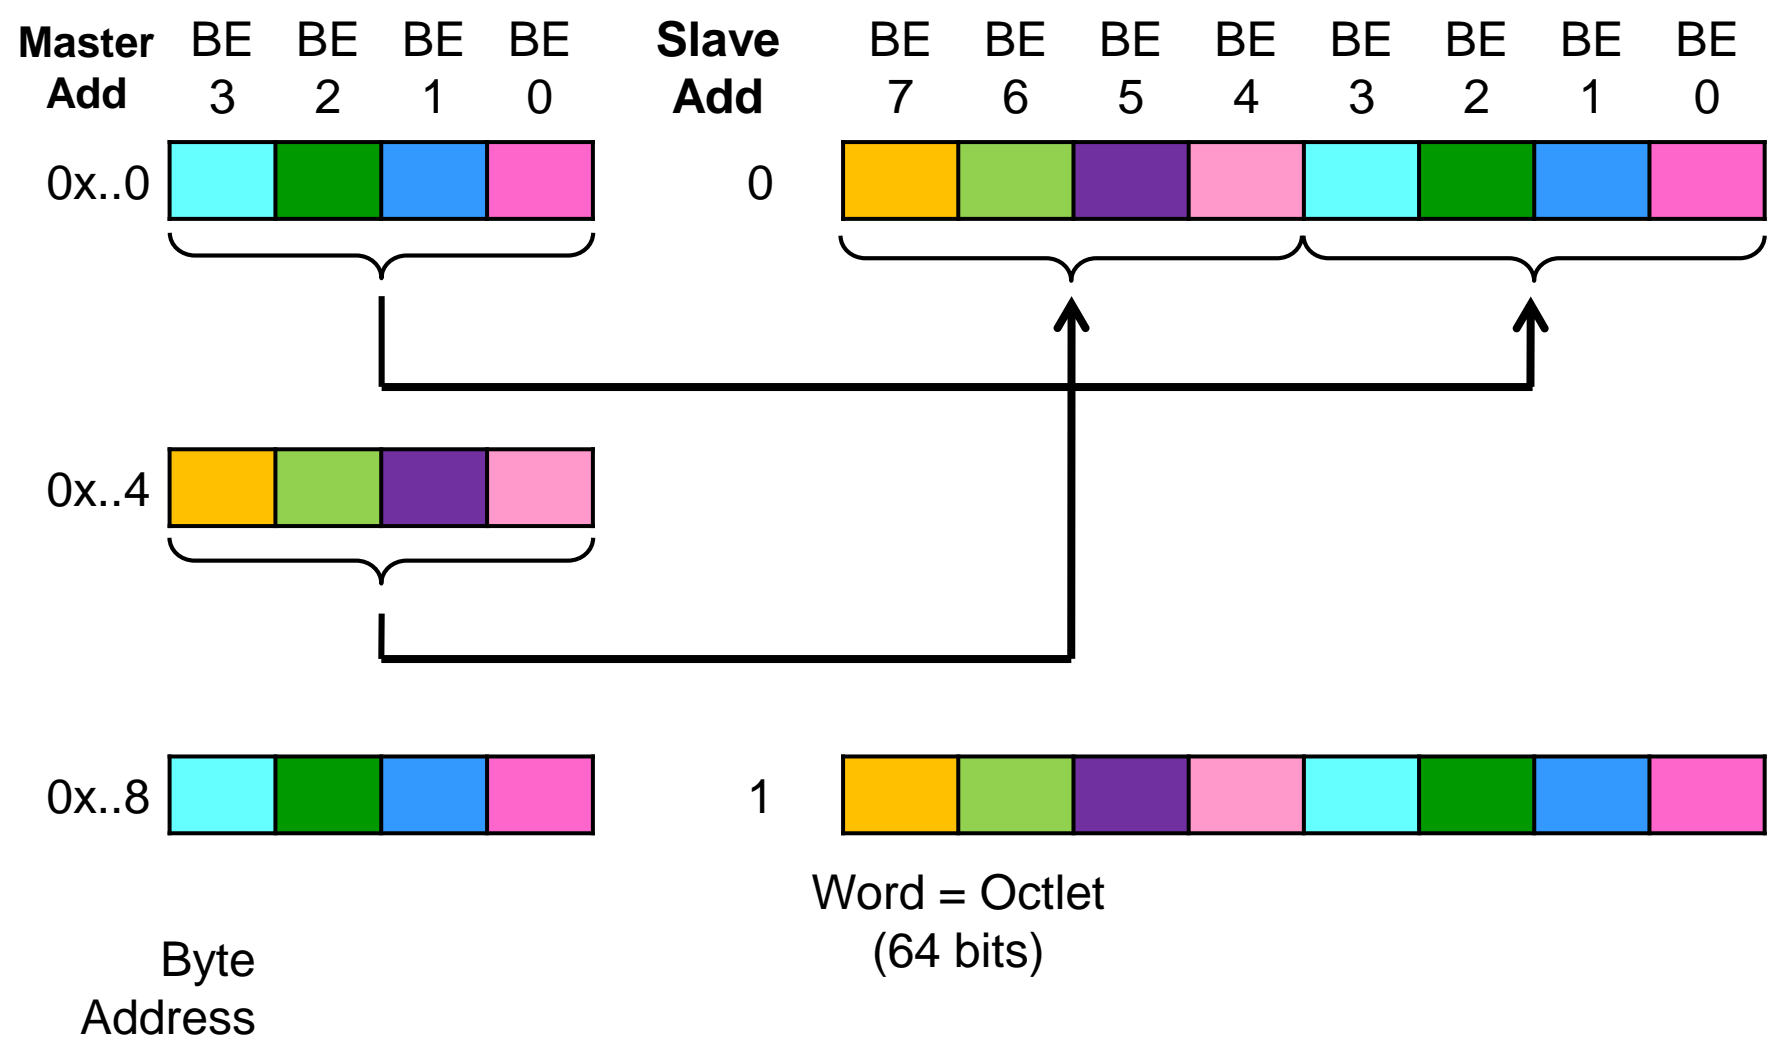 Master BE BE BE BE Slave BE BE BE BE BE BE BE BE
Add 3 2 1 0 Add 7 6 5 4 3 2 1 0
0x..0 0
0x..4
0x..8 1
Word = Octlet
(64 bits)
Byte
Address